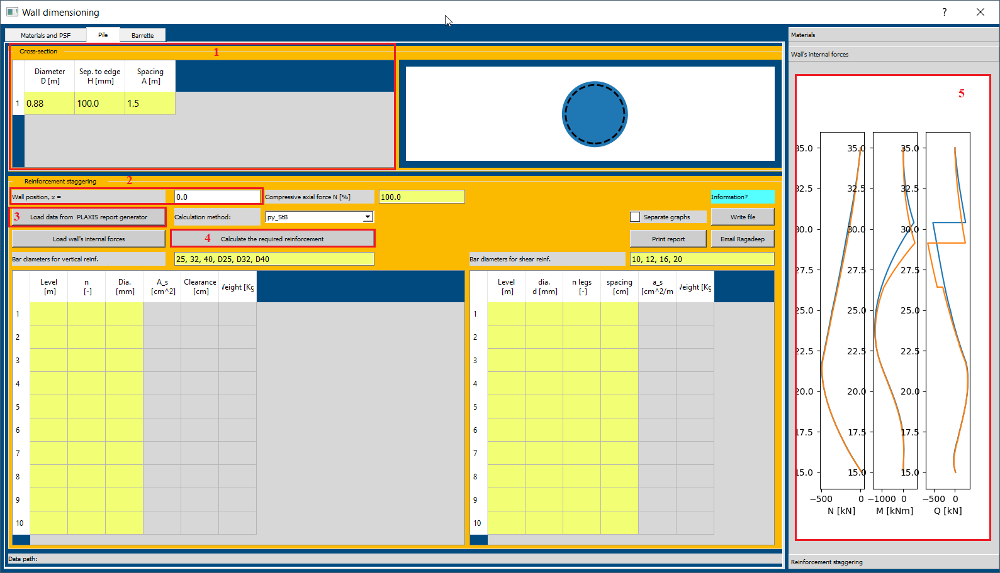 Wall dimensioning
?
Materials and PSF
Pile
Barrette
Cross-section
1
Diameter
D [m]
Sep. to edge
H [mm]
Spacing
A [m]
1
0.88
100.0
1.5
Reinforcement staggering
2
Wall position, x =
0.0
Compressive axial force N [%]
100.0
Information?
3
Load data from PLAXIS report generator
Calculation method:
py_StB
Separate graphs
Write file
Load wall's internal forces
4
Calculate the required reinforcement
Print report
Email Ragadeep
Bar diameters for vertical reinf.
25, 32, 40, D25, D32, D40
Bar diameters for shear reinf.
10, 12, 16, 20
Level
[m]
n
[-]
Dia.
[mm]
A_s
[cm^2]
Clearance
[cm]
Veight [Kg
1
2
3
4
5
6
7
8
9
10
Level
[m]
dia.
d [mm]
n legs
[-]
spacing
[cm]
a_s
[cm^2/m
Veight [Kg
1
2
3
4
5
6
7
8
9
10
Data path:
Materials
Wall's internal forces
5
35.0
32.5
30.0
27.5
25.0
22.5
20.0
17.5
15.0
−500
0
N [kN]
35.0
32.5
30.0
27.5
25.0
22.5
20.0
17.5
15.0
−1000
0
M [kNm]
35.0
32.5
30.0
27.5
25.0
22.5
20.0
17.5
15.0
−500
0
Q [kN]
Reinforcement staggering